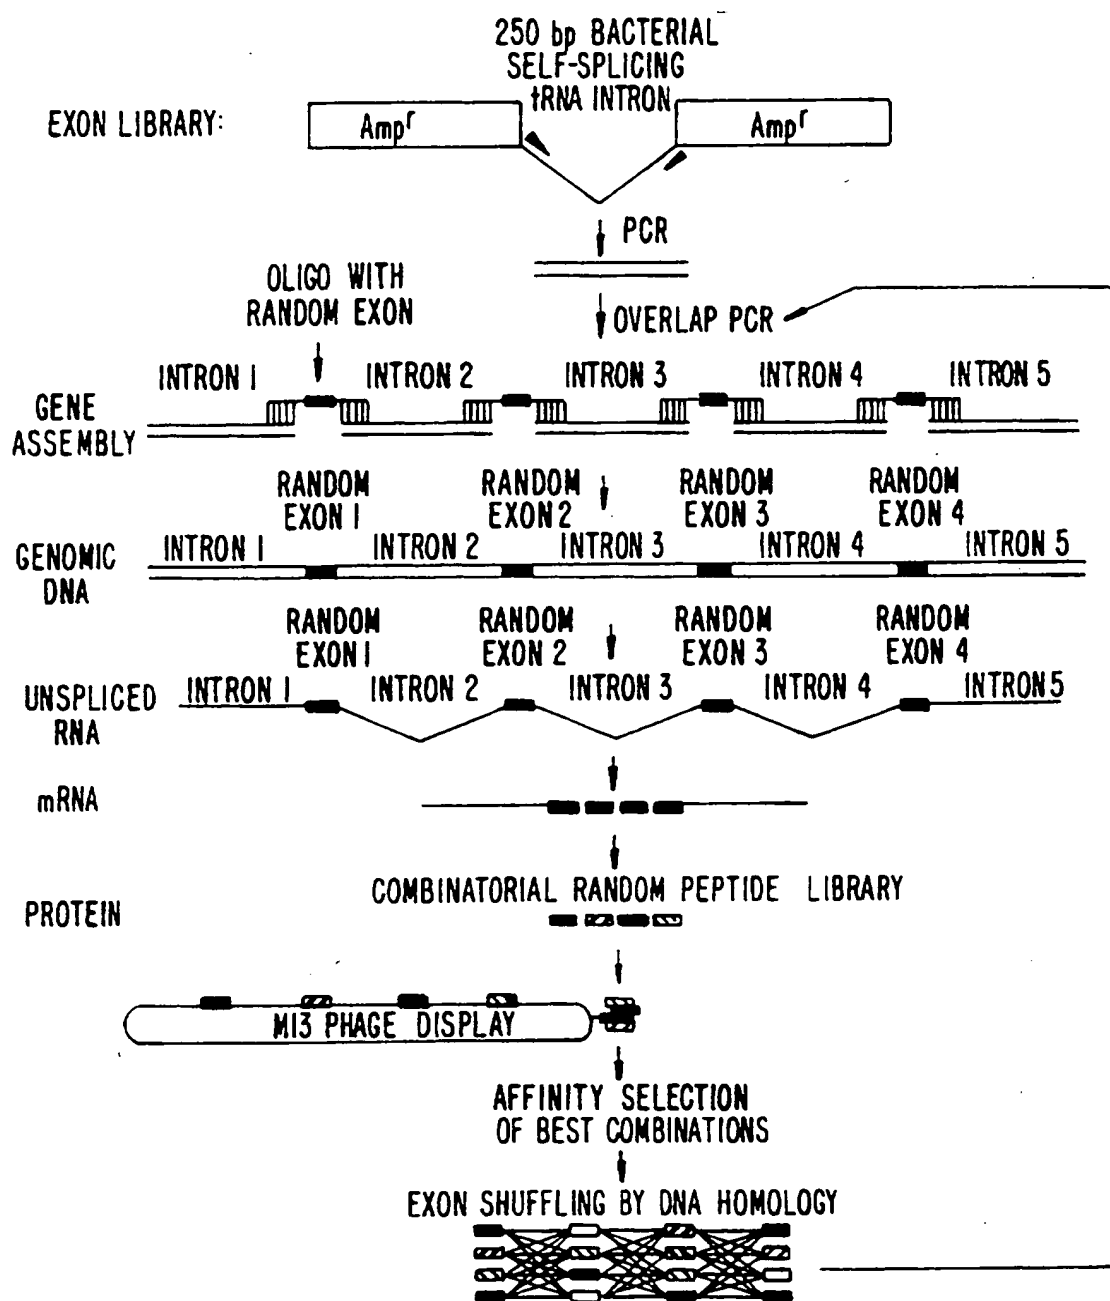 250 bp BACTERIAL
SELF-SPLICING
tRNA INTRON
EXON LIBRARY:
Ampr
Ampr
PCR
OLIGO WITH
RANDOM EXON
OVERLAP PCR
INTRON 1
INTRON 2
INTRON 3
INTRON 4
INTRON 5
GENE
ASSEMBLY
RANDOM
EXON 1
RANDOM
EXON 2
RANDOM
EXON 3
RANDOM
EXON 4
GENOMIC
DNA
INTRON 1
INTRON 2
INTRON 3
INTRON 4
INTRON 5
RANDOM
EXON 1
RANDOM
EXON 2
RANDOM
EXON 3
RANDOM
EXON 4
UNSPLICED
RNA
INTRON 1
INTRON 2
INTRON 3
INTRON 4
INTRON 5
mRNA
COMBINATORIAL RANDOM PEPTIDE LIBRARY
PROTEIN
M13 PHAGE DISPLAY
AFFINITY SELECTION
OF BEST COMBINATIONS
EXON SHUFFLING BY DNA HOMOLOGY